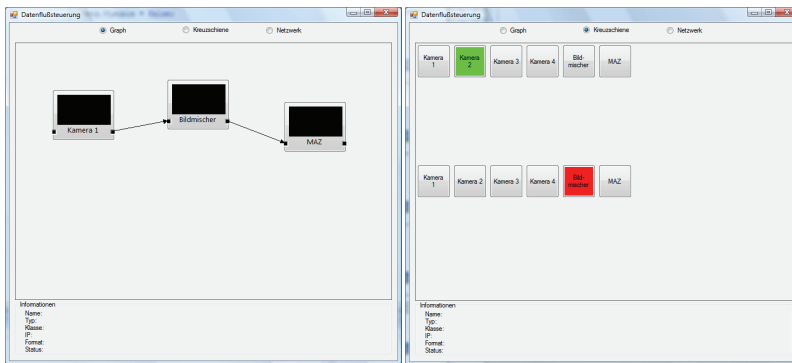 Datenflußsteuerung
Graph Kreuzschiene Netzwerk
Kamera 1
Bildmischer
MAZ
Informationen
Name:
Typ:
Klasse:
IP:
Format:
Status:
Datenflußsteuerung
Graph Kreuzschiene Netzwerk
Kamera 1 Kamera 2 Kamera 3 Kamera 4 Bild-mischer MAZ
Kamera 1 Kamera 2 Kamera 3 Kamera 4 Bild-mischer MAZ
Informationen
Name:
Typ:
Klasse:
IP:
Format:
Status: